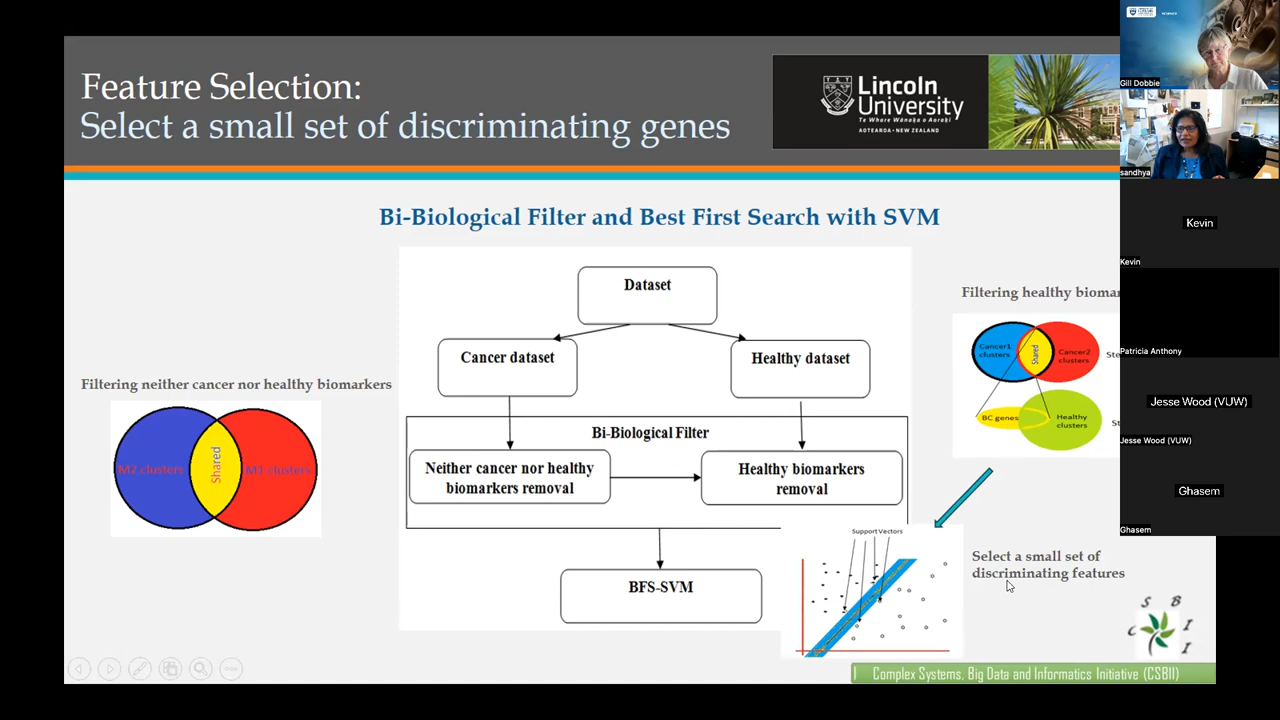 Feature Selection:
Select a small set of discriminating genes
Lincoln
University
Te Whare Wānaka o Aoraki
AOTEAROA • NEW ZEALAND
Bi-Biological Filter and Best First Search with SVM
Dataset
Cancer dataset
Healthy dataset
Bi-Biological Filter
Neither cancer nor healthy
biomarkers removal
Healthy biomarkers
removal
BFS-SVM
Filtering neither cancer nor healthy biomarkers
M2 clusters
Shared
M1 clusters
Filtering healthy biomar
Cancer1
clusters
Shared
Cancer2
clusters
Ste
BC genes
Healthy
clusters
St
Support Vectors
Select a small set of
discriminating features
C S B I I
Complex Systems, Big Data and Informatics Initiative (CSBII)
SCIENCE
Gill Dobbie
sandhya
Kevin
Kevin
Patricia Anthony
Jesse Wood (VUW)
Jesse Wood (VUW)
Ghasem
Ghasem